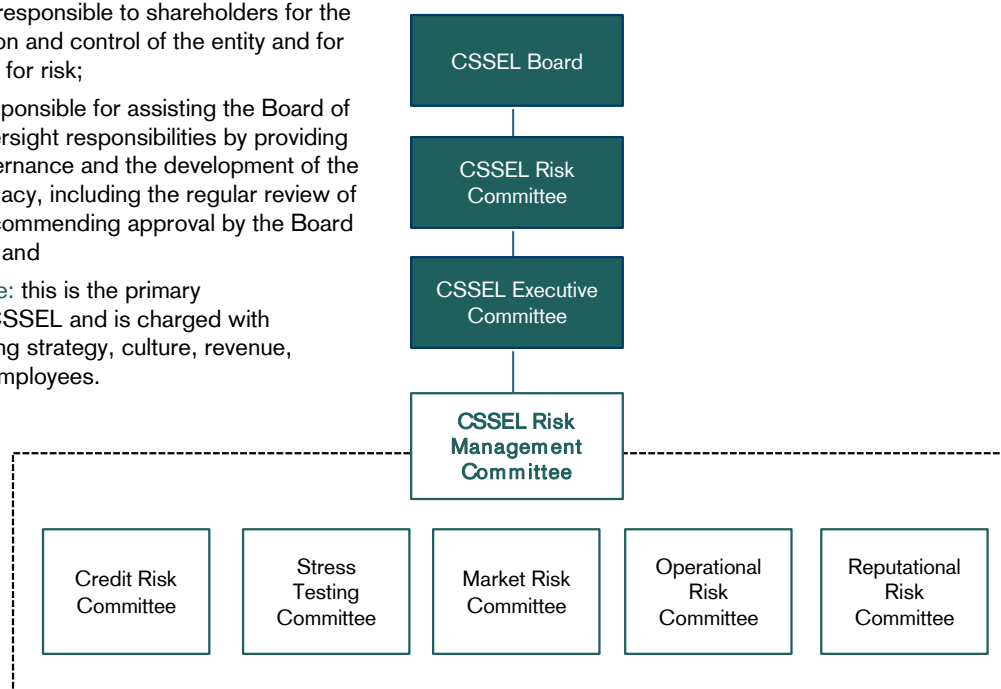 responsible to shareholders for the
on and control of the entity and for
for risk;
ponsible for assisting the Board of
ersight responsibilities by providing
ernance and the development of the
acy, including the regular review of
commending approval by the Board
and
e: this is the primary
CSSEL and is charged with
ng strategy, culture, revenue,
mployees.
CSSEL Board
CSSEL Risk
Committee
CSSEL Executive
Committee
CSSEL Risk
Management
Committee
Credit Risk
Committee
Stress
Testing
Committee
Market Risk
Committee
Operational
Risk
Committee
Reputational
Risk
Committee